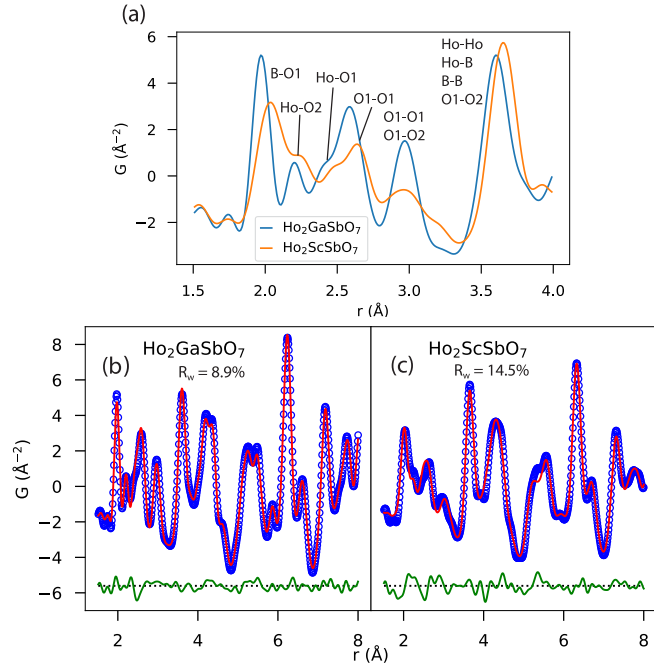 (a)
6
4
2
0
−2
G (Å⁻²)
B-O1
Ho-O2
Ho-O1
O1-O1
O1-O1
O1-O2
Ho-Ho
Ho-B
B-B
O1-O2
Ho₂GaSbO₇
Ho₂ScSbO₇
1.5 2.0 2.5 3.0 3.5 4.0
r (Å)
(b) Ho₂GaSbO₇
R_w = 8.9%
(c) Ho₂ScSbO₇
R_w = 14.5%
8
6
4
2
0
−2
−4
−6
G (Å⁻²)
2 4 6 8 2 4 6 8
r (Å)